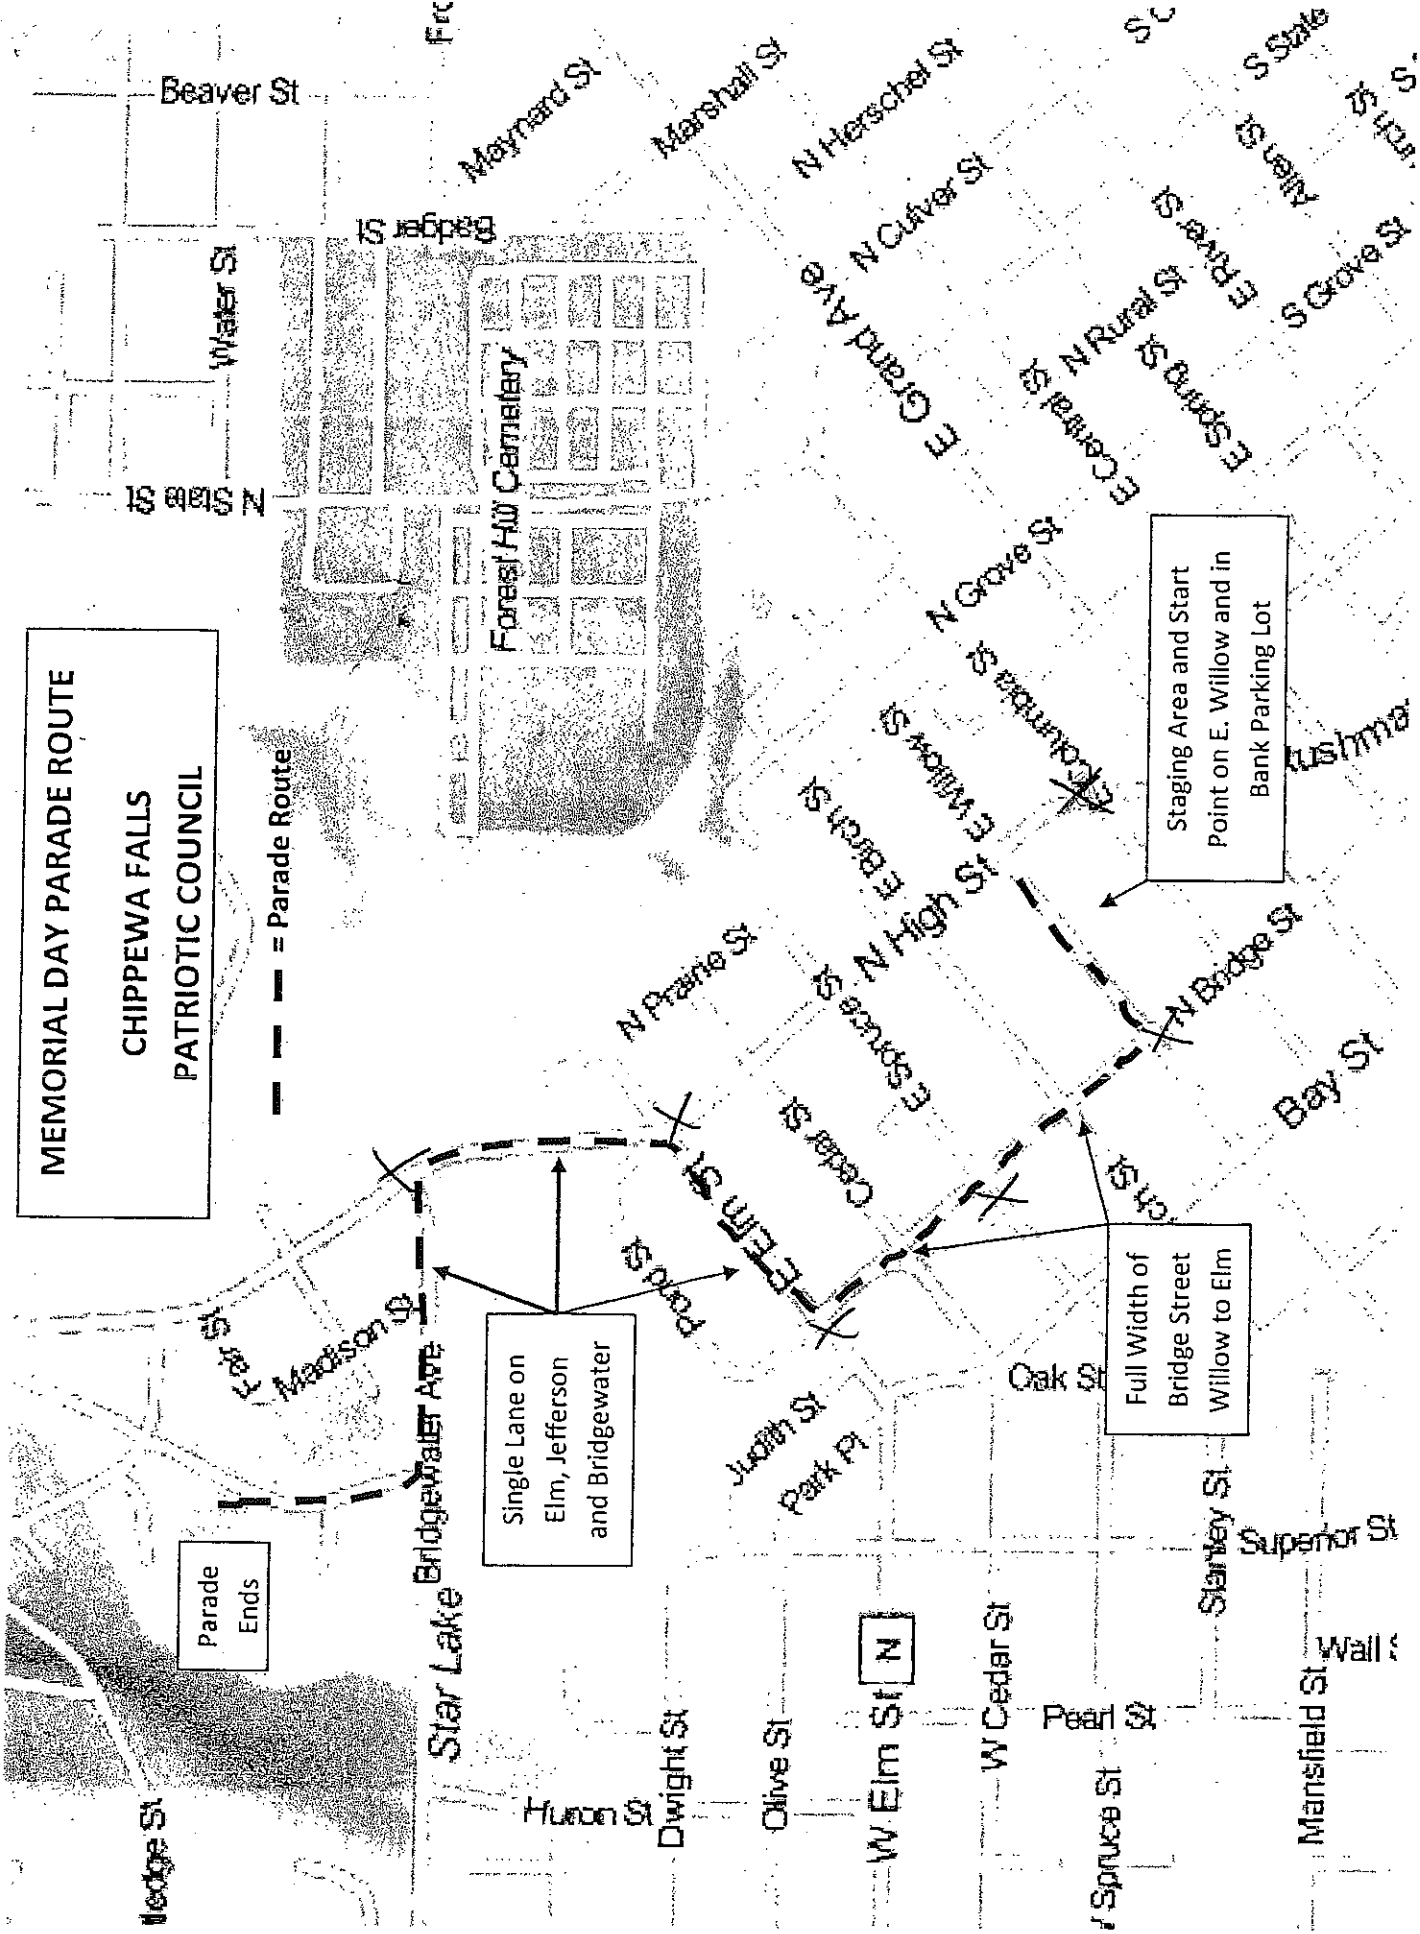 MEMORIAL DAY PARADE ROUTE
CHIPPEWA FALLS
PATRIOTIC COUNCIL
= Parade Route
Parade
Ends
Single Lane on
Elm, Jefferson
and Bridgewater
Full Width of
Bridge Street
Willow to Elm
Staging Area and Start
Point on E. Willow and in
Bank Parking Lot
Beaver St
Water St
N State St
Badger St
Forest Hill Cemetery
Maynard St
Marshall St
N Herschel St
N Culver St
E Grand Ave
N Rural St
E Central St
E Spring St
E River St
Allen St
S State
S Grove St
N Grove St
E Columbia St
E Willow St
E Birch St
N High St
E Spruce St
N Prairie St
Cedar St
E Elm St
Pond St
N Bridge St
Bay St
ch St
Oak St
Judith St
Park Pl
Fair St
Madison Ct
Bridgewater Ave
Star Lake
Huron St
Dwight St
Olive St
W Elm St
N
W Cedar St
Pearl St
Spruce St
Stanley St
Superior St
Mansfield St
Wall S
ushma